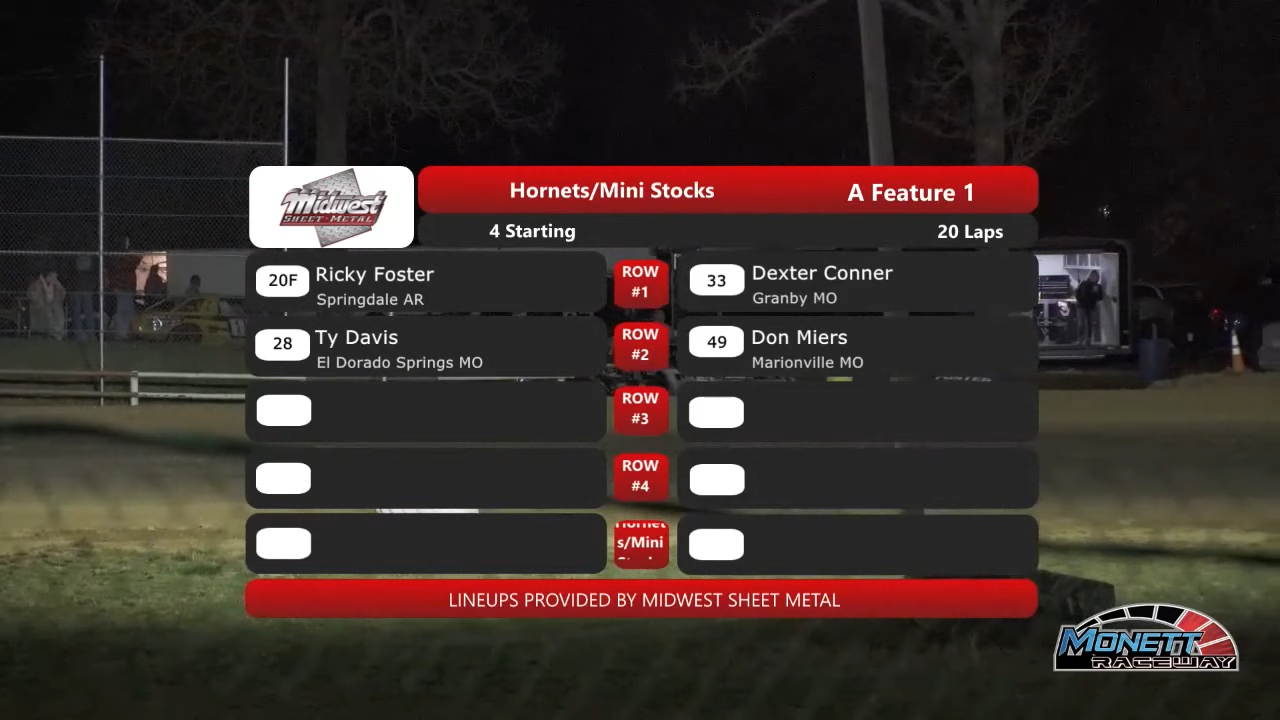 Midwest
SHEET METAL
Hornets/Mini Stocks
A Feature 1
4 Starting
20 Laps
20F
Ricky Foster
Springdale AR
ROW
#1
33
Dexter Conner
Granby MO
28
Ty Davis
El Dorado Springs MO
ROW
#2
49
Don Miers
Marionville MO
ROW
#3
ROW
#4
Hornet
s/Mini
LINEUPS PROVIDED BY MIDWEST SHEET METAL
MONETT
RACEWAY